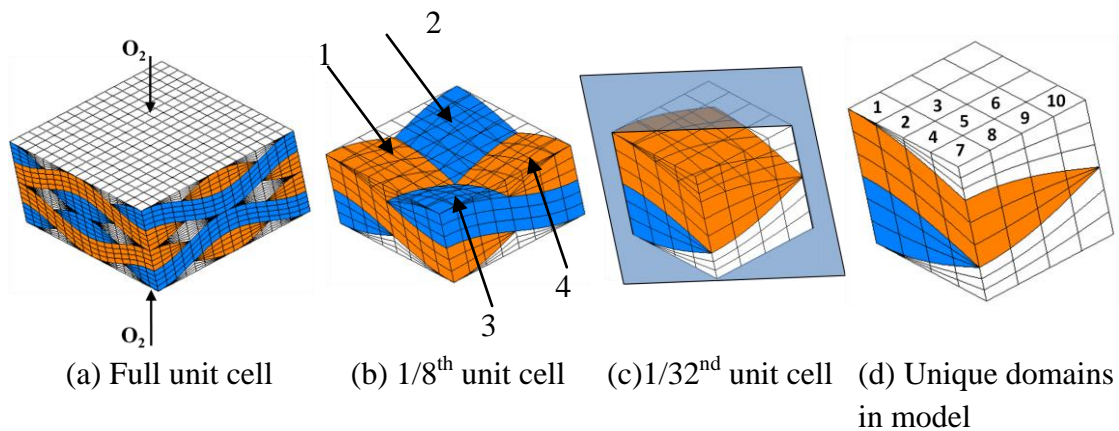 O2
O2
1
2
3
4
1
2
3
4
5
6
7
8
9
10
(a) Full unit cell
(b) 1/8th unit cell
(c)1/32nd unit cell
(d) Unique domains
in model